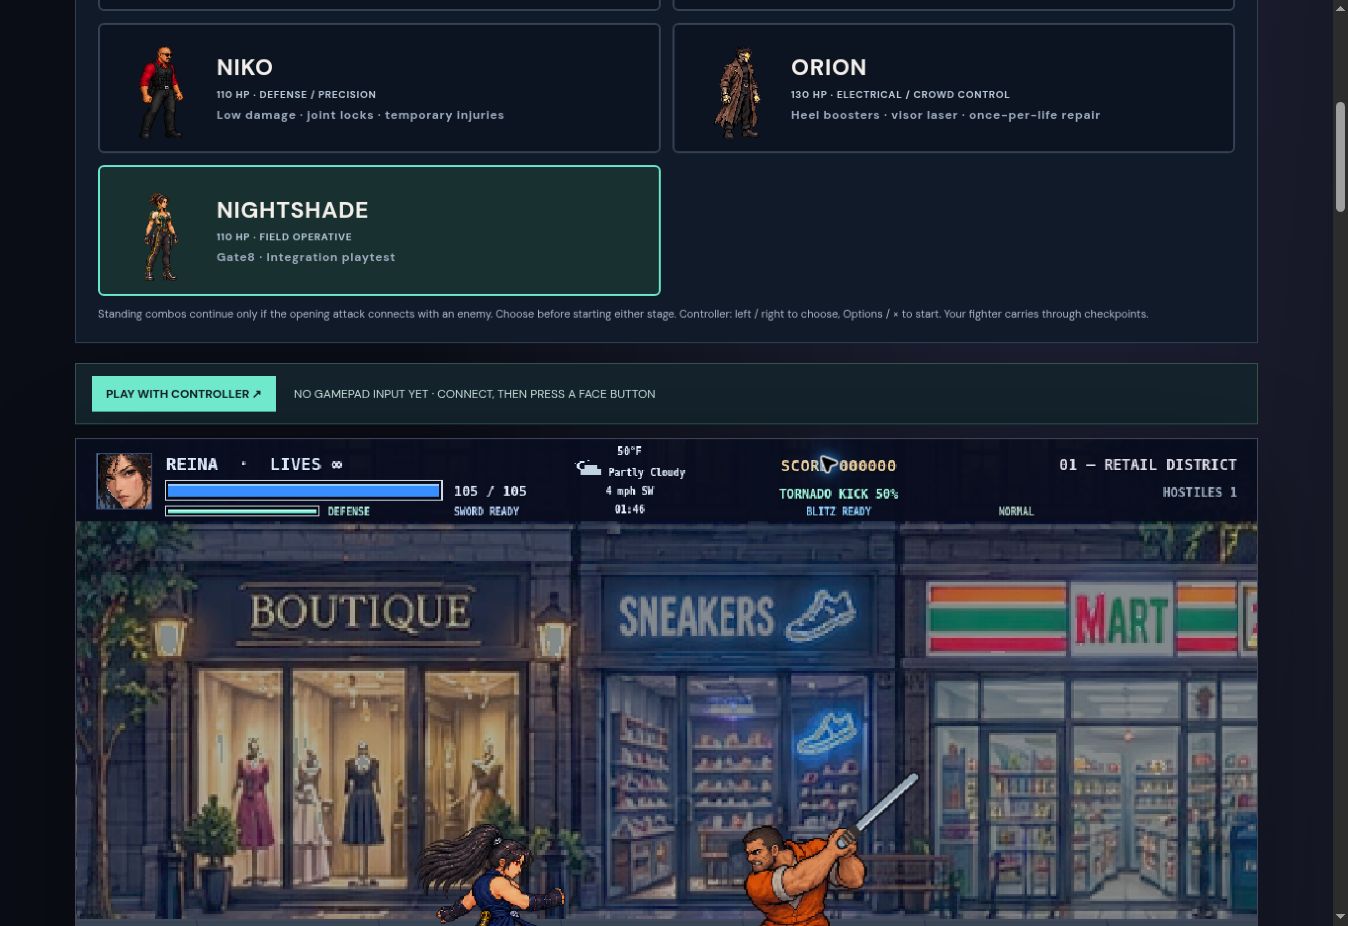 NIKO
110 HP · DEFENSE / PRECISION
Low damage · joint locks · temporary injuries
ORION
130 HP · ELECTRICAL / CROWD CONTROL
Heel boosters · visor laser · once-per-life repair
NIGHTSHADE
110 HP · FIELD OPERATIVE
Gate8 · Integration playtest
Standing combos continue only if the opening attack connects with an enemy. Choose before starting either stage. Controller: left / right to choose, Options / × to start. Your fighter carries through checkpoints.
PLAY WITH CONTROLLER ↗
NO GAMEPAD INPUT YET · CONNECT, THEN PRESS A FACE BUTTON
REINA · LIVES ∞
105 / 105
DEFENSE
SWORD READY
50°F
Partly Cloudy
4 mph SW
01:46
000000
TORNADO KICK 50%
BLITZ READY
NORMAL
01 — RETAIL DISTRICT
HOSTILES 1
BOUTIQUE
SNEAKERS
MART